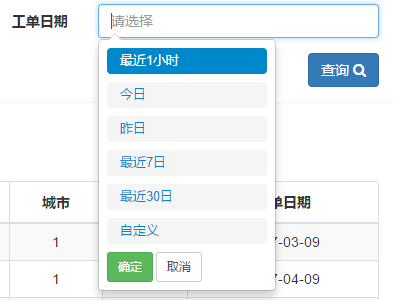 工单日期 请选择
最近1小时
查询
今日
昨日
最近7日
最近30日
自定义
确定 取消
城市 单日期
1 7-03-09
1 7-04-09